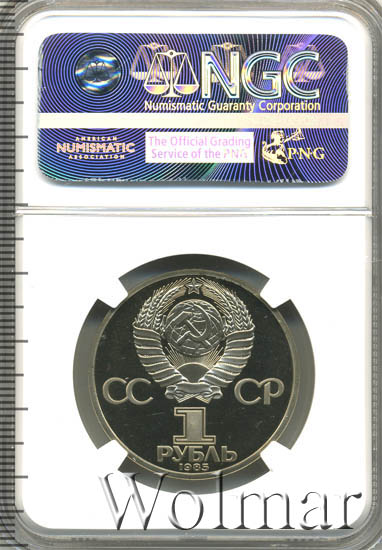 NGC
Numismatic Guaranty Corporation
AMERICAN
NUMISMATIC
ASSOCIATION
The Official Grading
Service of the PNG
PNG
СС СР
1
РУБЛЬ
1985
Wolmar